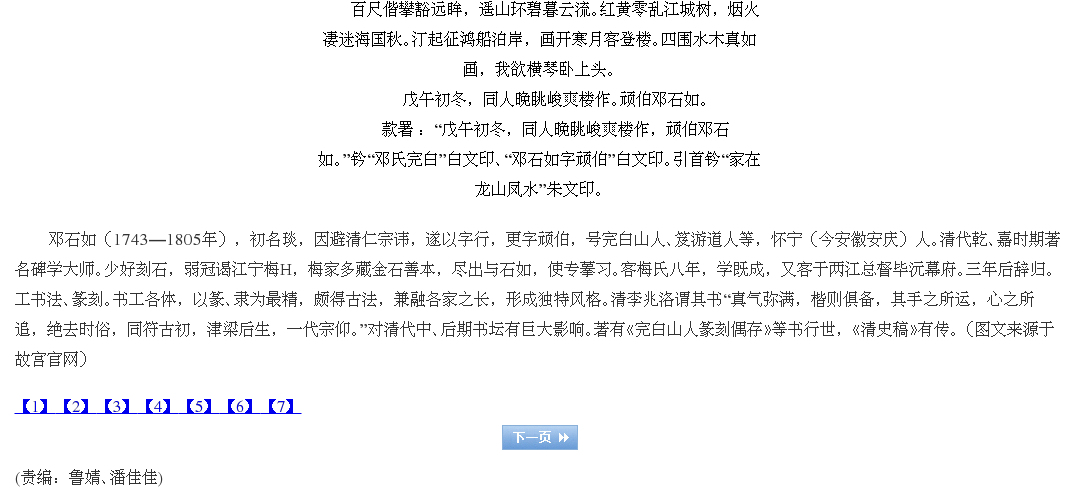 百尺偕攀豁远眸，遥山环碧暮云流。红黄零乱江城树，烟火
凄迷海国秋。汀起征鸿船泊岸，画开寒月客登楼。四围水木真如
画，我欲横琴卧上头。
戊午初冬，同人晚眺峻爽楼作。顽伯邓石如。
款署：“戊午初冬，同人晚眺峻爽楼作，顽伯邓石
如。”钤“邓氏完白”白文印、“邓石如字顽伯”白文印。引首钤“家在
龙山凤水”朱文印。
邓石如（1743—1805年），初名琰，因避清仁宗讳，遂以字行，更字顽伯，号完白山人、笈游道人等，怀宁（今安徽安庆）人。清代乾、嘉时期著
名碑学大师。少好刻石，弱冠谒江宁梅H，梅家多藏金石善本，尽出与石如，使专摹习。客梅氏八年，学既成，又客于两江总督毕沅幕府。三年后辞归。
工书法、篆刻。书工各体，以篆、隶为最精，颇得古法，兼融各家之长，形成独特风格。清李兆洛谓其书“真气弥满，楷则俱备，其手之所运，心之所
追，绝去时俗，同符古初，津梁后生，一代宗仰。”对清代中、后期书坛有巨大影响。著有《完白山人篆刻偶存》等书行世，《清史稿》有传。（图文来源于
故宫官网）
【1】 【2】 【3】 【4】 【5】 【6】 【7】
下一页
(责编：鲁婧、潘佳佳)